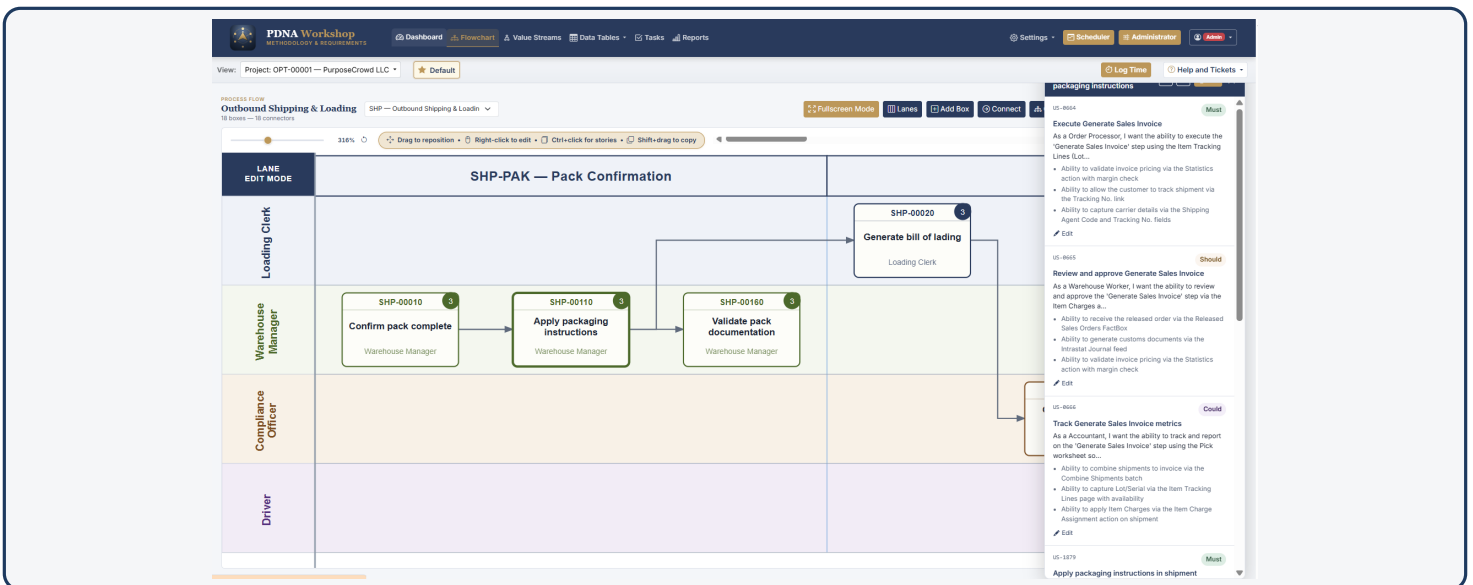 PDNA Workshop
METHODOLOGY & REQUIREMENTS
Dashboard
Flowchart
Value Streams
Data Tables
Tasks
Reports
Settings
Scheduler
Administrator
Admin
View:
Project: OPT-00001 — PurposeCrowd LLC
Default
Log Time
Help and Tickets
PROCESS FLOW
Outbound Shipping & Loading
18 boxes — 18 connectors
SHP — Outbound Shipping & Loadin
Fullscreen Mode
Lanes
Add Box
Connect
316%
Drag to reposition • Right-click to edit • Ctrl+click for stories • Shift+drag to copy
LANE
EDIT MODE
SHP-PAK — Pack Confirmation
Loading Clerk
SHP-00020
3
Generate bill of lading
Loading Clerk
Warehouse
Manager
SHP-00010
3
Confirm pack complete
Warehouse Manager
SHP-00110
3
Apply packaging
instructions
Warehouse Manager
SHP-00160
3
Validate pack
documentation
Warehouse Manager
Compliance
Officer
Driver
packaging instructions
US-0664
Must
Execute Generate Sales Invoice
As a Order Processor, I want the ability to execute the
'Generate Sales Invoice' step using the Item Tracking
Lines (Lot...
• Ability to validate invoice pricing via the Statistics
action with margin check
• Ability to allow the customer to track shipment via
the Tracking No. link
• Ability to capture carrier details via the Shipping
Agent Code and Tracking No. fields
Edit
US-0665
Should
Review and approve Generate Sales Invoice
As a Warehouse Worker, I want the ability to review
and approve the 'Generate Sales Invoice' step via the
Item Charges a...
• Ability to receive the released order via the Released
Sales Orders FactBox
• Ability to generate customs documents via the
Intrastat Journal feed
• Ability to validate invoice pricing via the Statistics
action with margin check
Edit
US-0666
Could
Track Generate Sales Invoice metrics
As a Accountant, I want the ability to track and report
on the 'Generate Sales Invoice' step using the Pick
worksheet so...
• Ability to combine shipments to invoice via the
Combine Shipments batch
• Ability to capture Lot/Serial via the Item Tracking
Lines page with availability
• Ability to apply Item Charges via the Item Charge
Assignment action on shipment
Edit
US-1879
Must
Apply packaging instructions in shipment